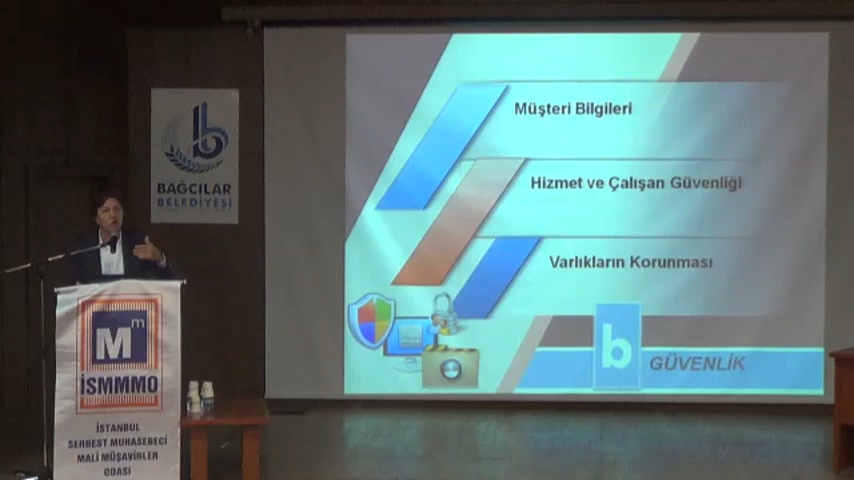 Müşteri Bilgileri
Hizmet ve Çalışan Güvenliği
Varlıkların Korunması
b GÜVENLİK
b
BAĞCILAR
BELEDİYESİ
Mm
İSMMMO
İSTANBUL
SERBEST MUHASEBECİ
MALİ MÜŞAVİRLER
ODASI